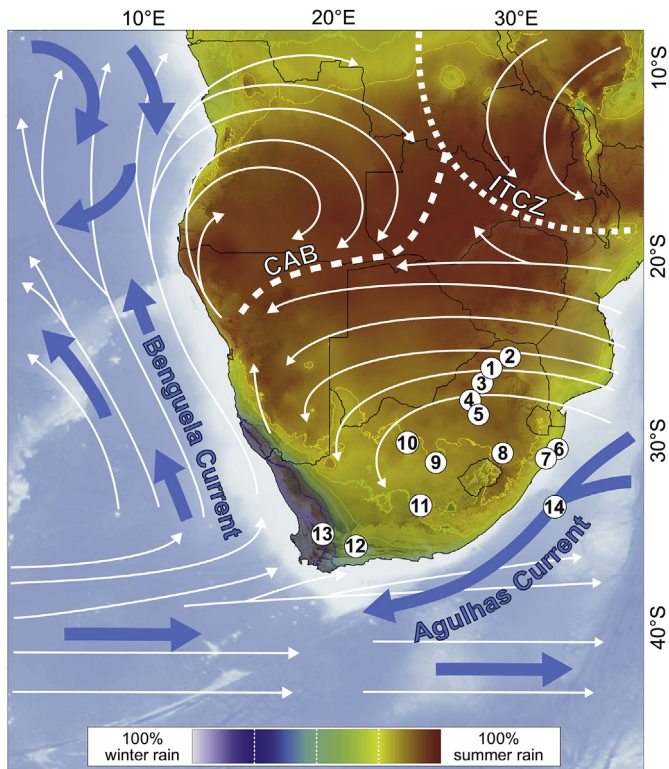 10°E 20°E 30°E
10°S
ITCZ
CAB
20°S
Benguela Current
2
1
3
4
5
10
9
8
6
7
30°S
11
14
13
12
Agulhas Current
40°S
100% winter rain
100% summer rain